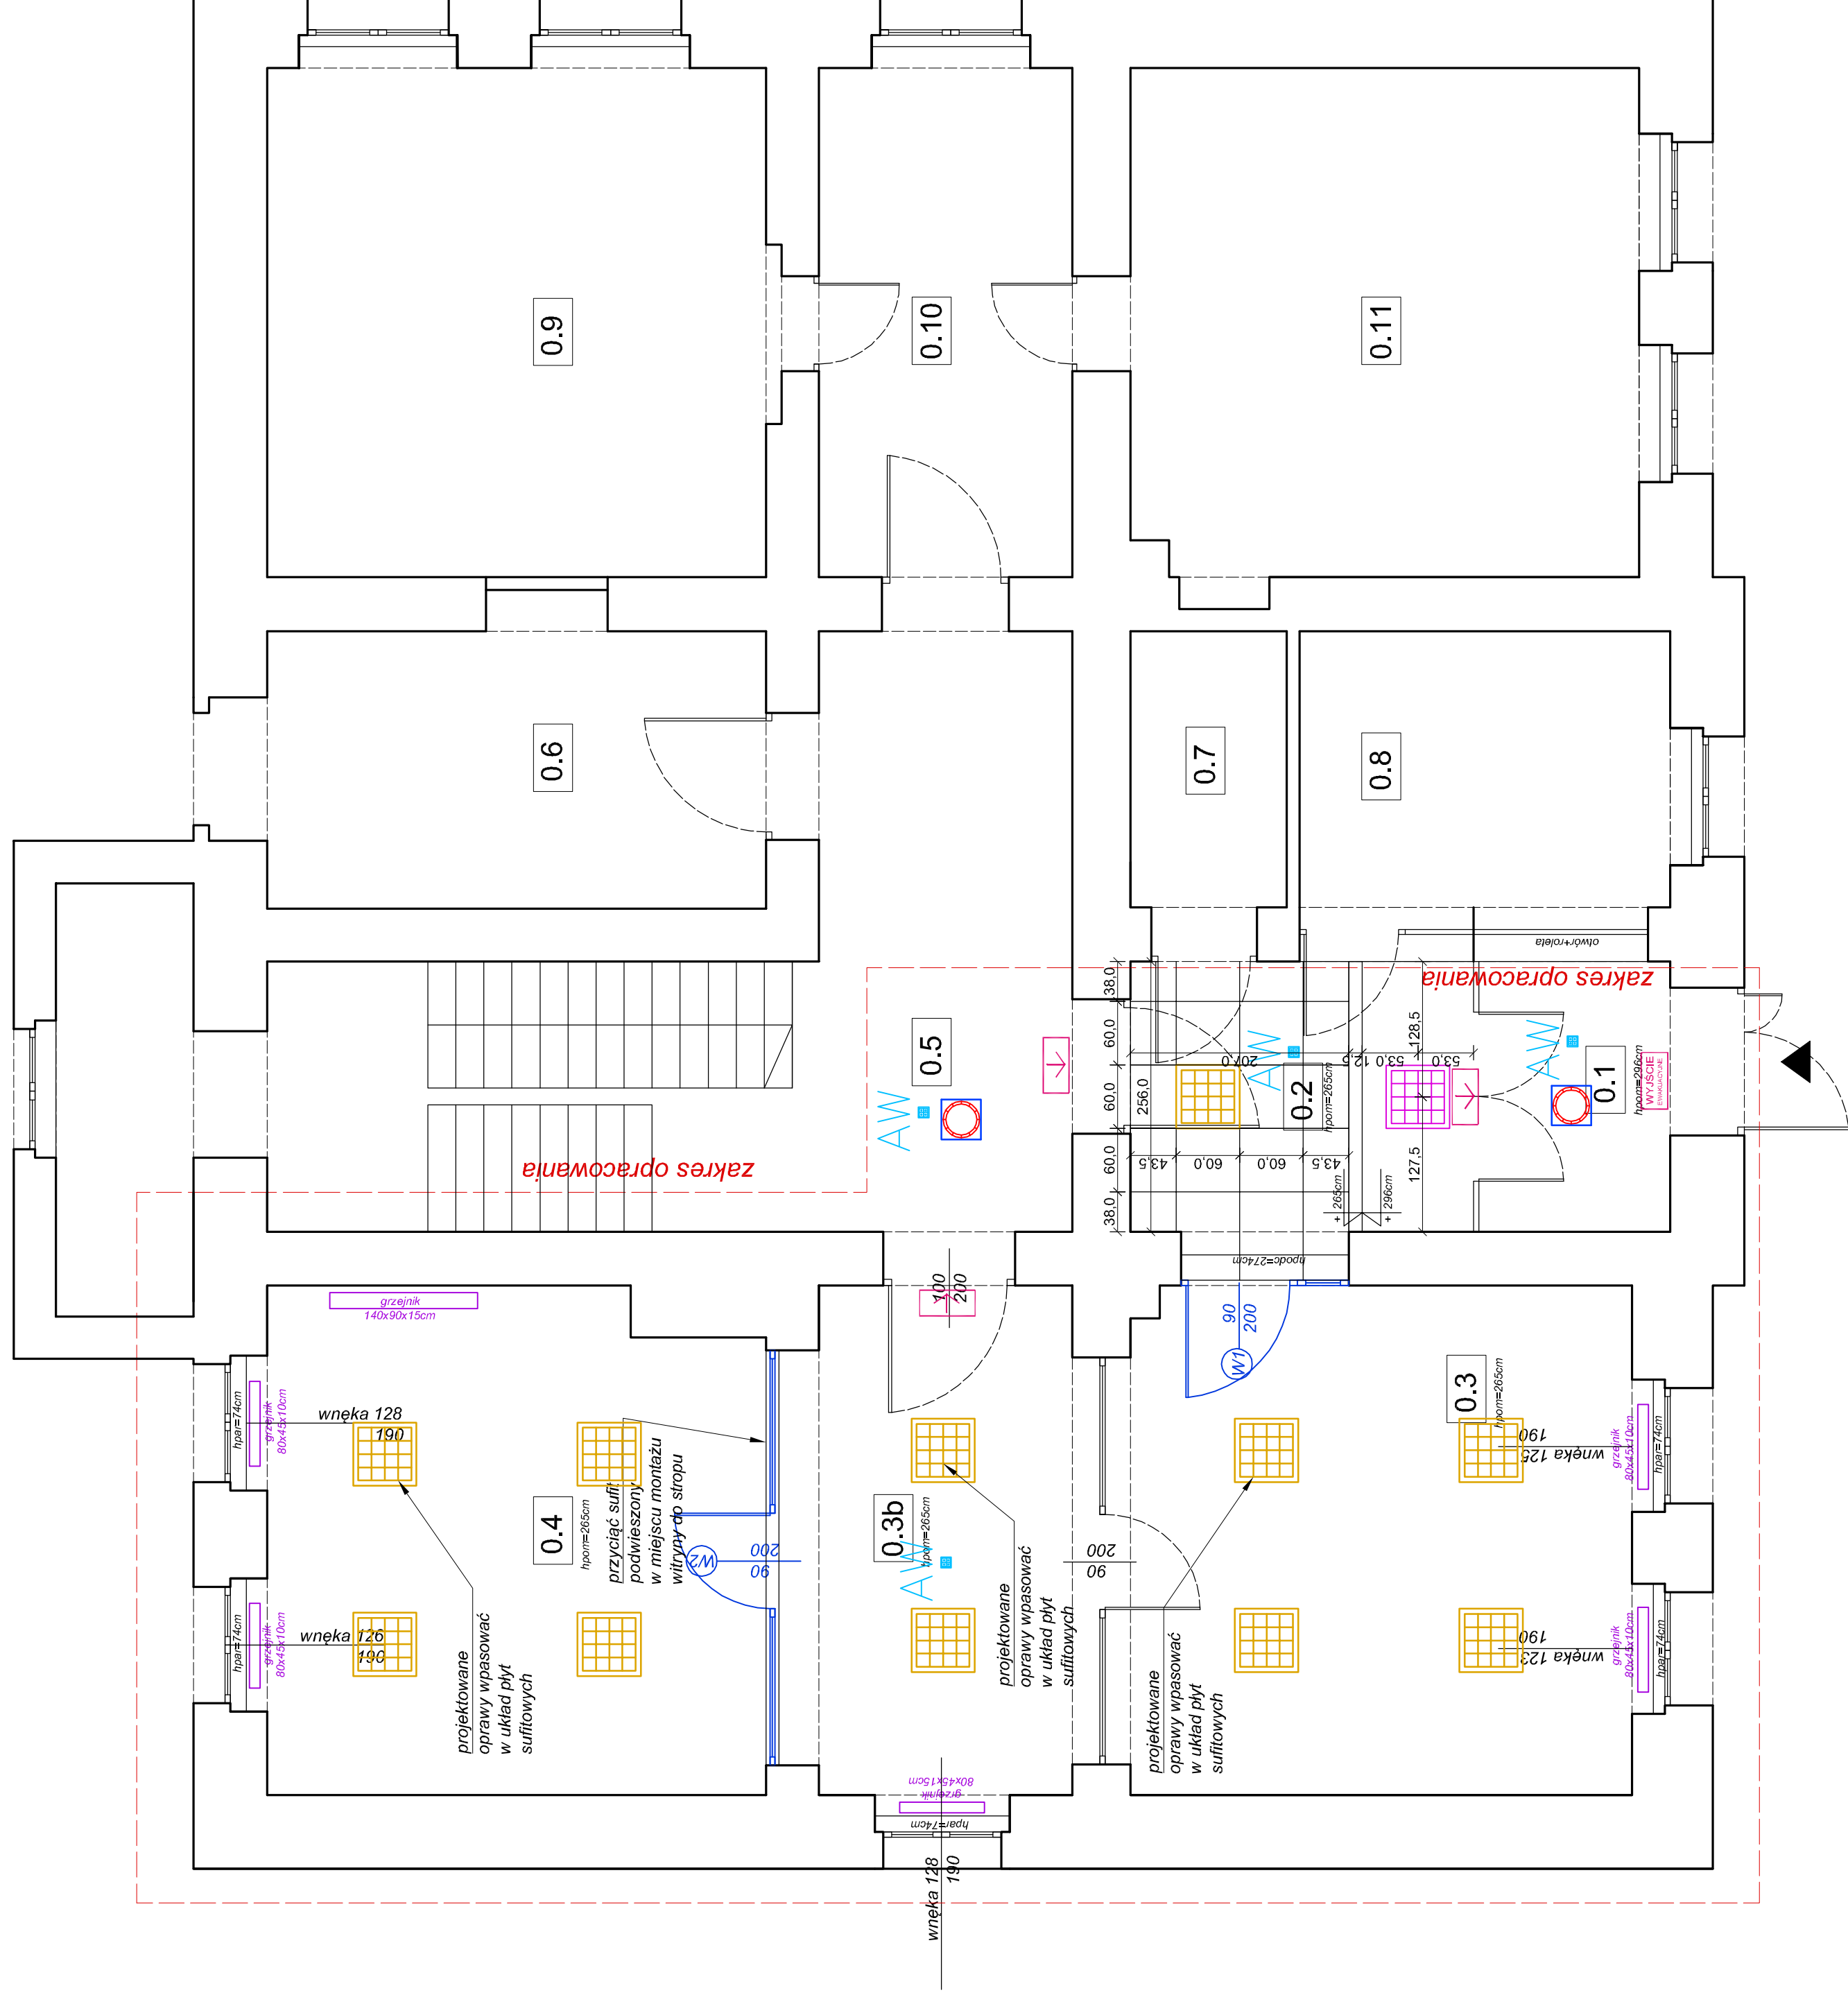 0.9
0.10
0.11
0.6
0.7
0.8
otwór+roleta
zakres opracowania
0.5
AW
38,0
60,0
60,0
256,0
60,0
38,0
207,0
12,5
53,0
53,0
128,5
127,5
43,5
60,0
60,0
43,5
AW
0.2
hpom=265cm
AW
0.1
hpom=296cm
WYJŚCIE
EWAKUACYJNE
+ 265cm
+ 296cm
zakres opracowania
hpodc=274cm
100
200
90
200
W1
grzejnik
140x90x15cm
hpar=74cm
grzejnik
80x45x10cm
wnęka 128
190
0.4
hpom=265cm
przyciąć sufit
podwieszony
w miejscu montażu
witryny do stropu
W2
200
90
0.3b
hpom=265cm
AW
200
90
0.3
hpom=265cm
190
wnęka 125
grzejnik
80x45x10cm
hpar=74cm
hpar=74cm
grzejnik
80x45x10cm
wnęka 126
190
projektowane
oprawy wpasować
w układ płyt
sufitowych
projektowane
oprawy wpasować
w układ płyt
sufitowych
projektowane
oprawy wpasować
w układ płyt
sufitowych
190
wnęka 123
grzejnik
80x45x10cm
hpar=74cm
80x45x15cm
grzejnik
hpar=74cm
wnęka 128
190